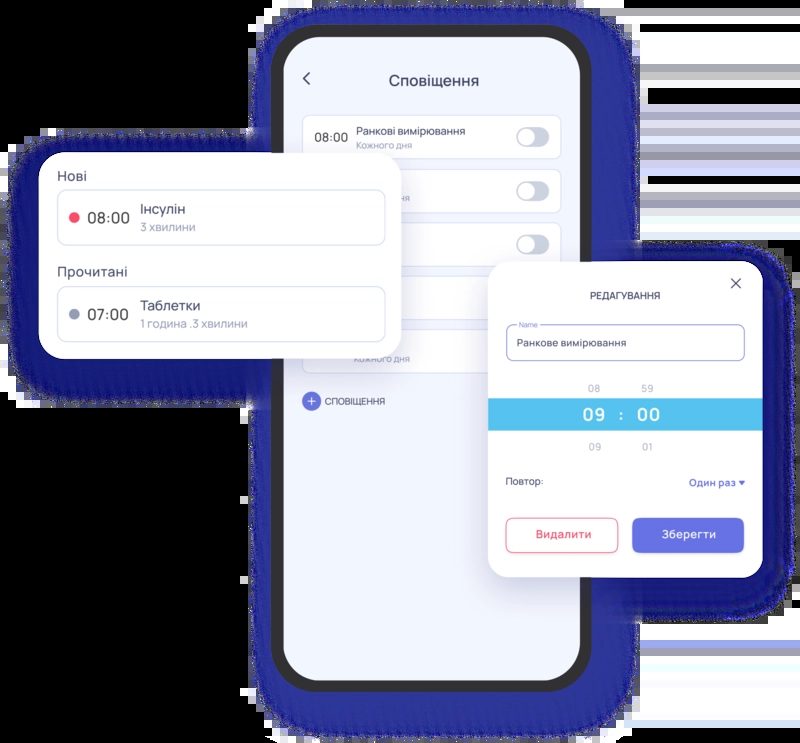 Сповіщення
08:00 Ранкові вимірювання
Кожного дня
Нові
08:00 Інсулін
3 хвилини
Прочитані
07:00 Таблетки
1 година .3 хвилини
Кожного дня
+ СПОВІЩЕННЯ
РЕДАГУВАННЯ
Name
Ранкове вимірювання
08 59
09 : 00
09 01
Повтор: Один раз
Видалити Зберегти